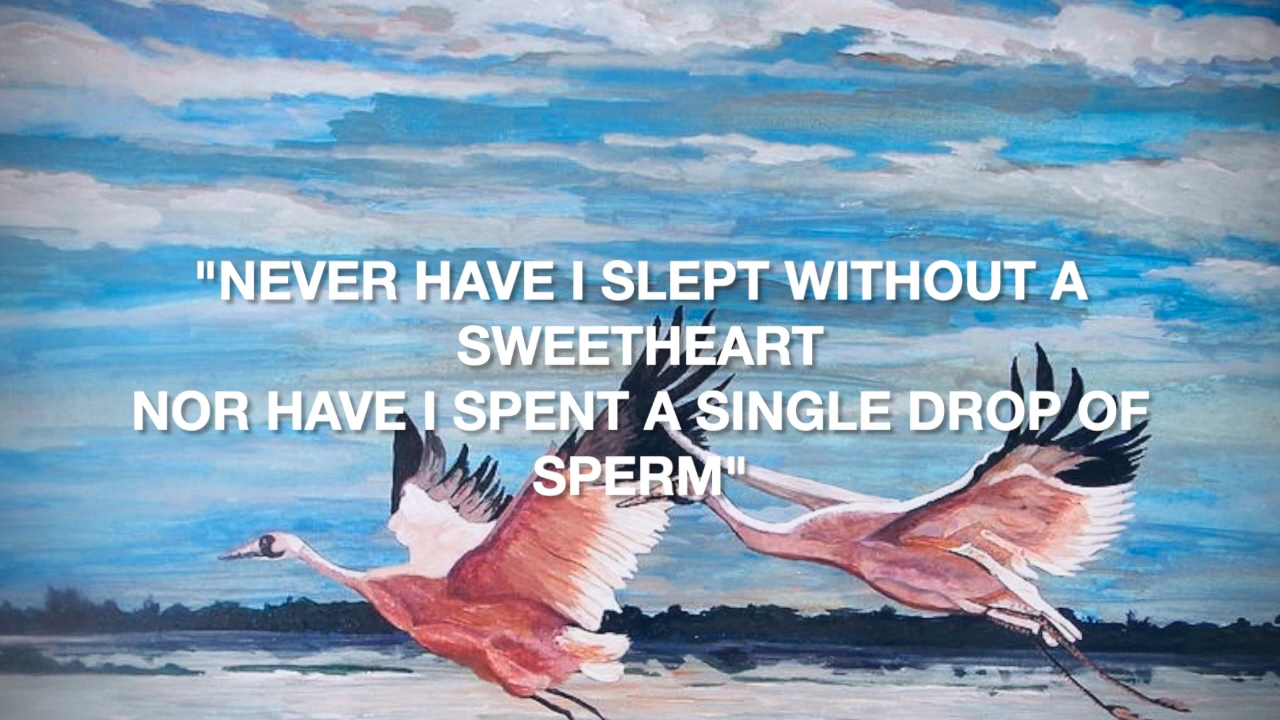 "NEVER HAVE I SLEPT WITHOUT A
SWEETHEART
NOR HAVE I SPENT A SINGLE DROP OF
SPERM"